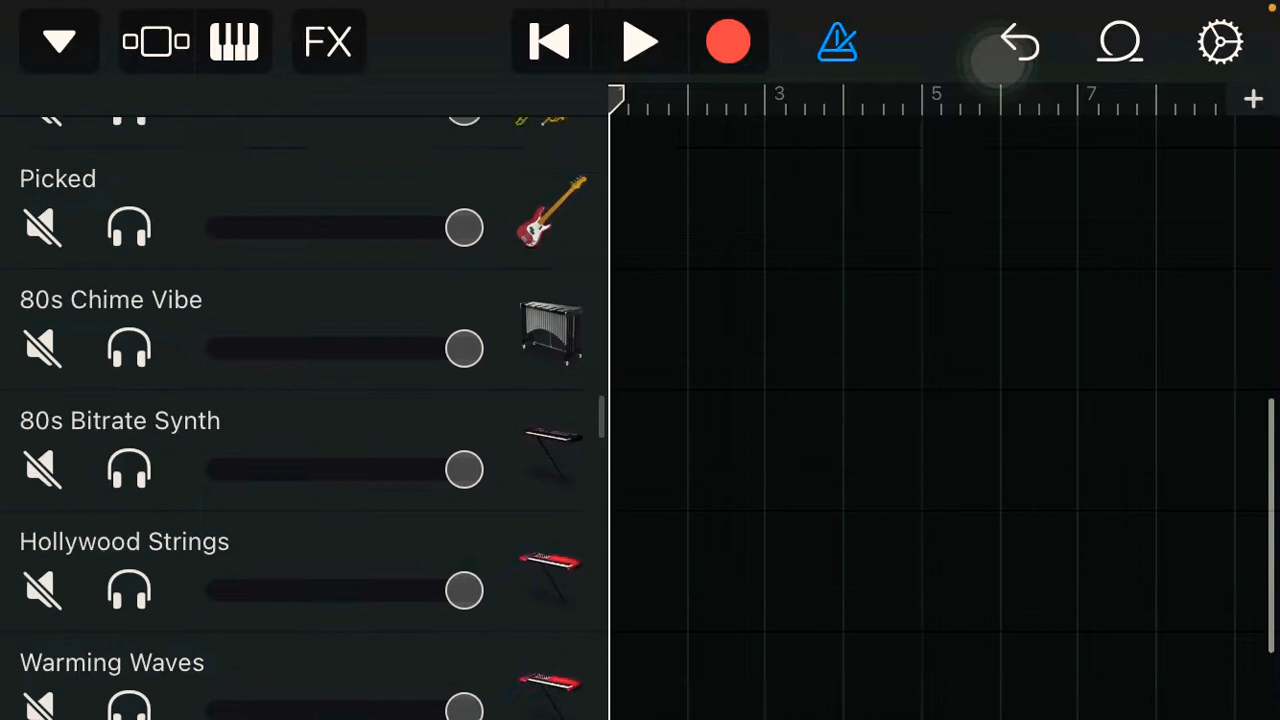 FX
3 5 7 +
Picked
80s Chime Vibe
80s Bitrate Synth
Hollywood Strings
Warming Waves